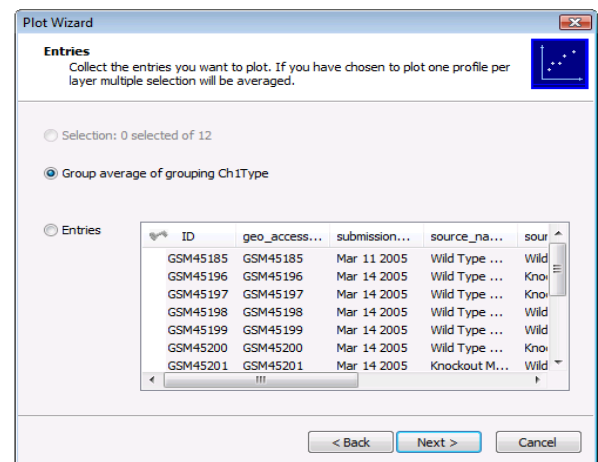 Plot Wizard
Entries
Collect the entries you want to plot. If you have chosen to plot one profile per
layer multiple selection will be averaged.
Selection: 0 selected of 12
Group average of grouping Ch1Type
Entries
ID geo_access... submission... source_na... sour
GSM45185 GSM45185 Mar 11 2005 Wild Type ... Wild
GSM45196 GSM45196 Mar 14 2005 Wild Type ... Kno
GSM45197 GSM45197 Mar 14 2005 Wild Type ... Kno
GSM45198 GSM45198 Mar 14 2005 Wild Type ... Wild
GSM45199 GSM45199 Mar 14 2005 Wild Type ... Wild
GSM45200 GSM45200 Mar 14 2005 Wild Type ... Kno
GSM45201 GSM45201 Mar 14 2005 Knockout M... Wild
< Back Next > Cancel